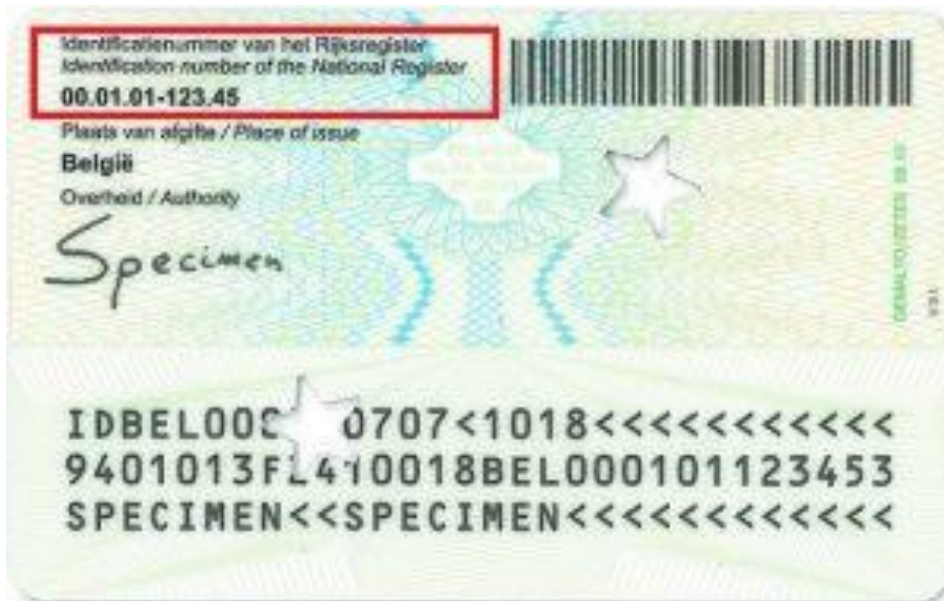 Identificatienummer van het Rijksregister
Identification number of the National Register
00.01.01-123.45
Plaats van afgifte / Place of issue
België
Overheid / Authority
Specimen
IDBEL00 0707<1018<<<<<<<<<<<<
9401013F 410018BEL000101123453
SPECIMEN<<SPECIMEN<<<<<<<<<<<<